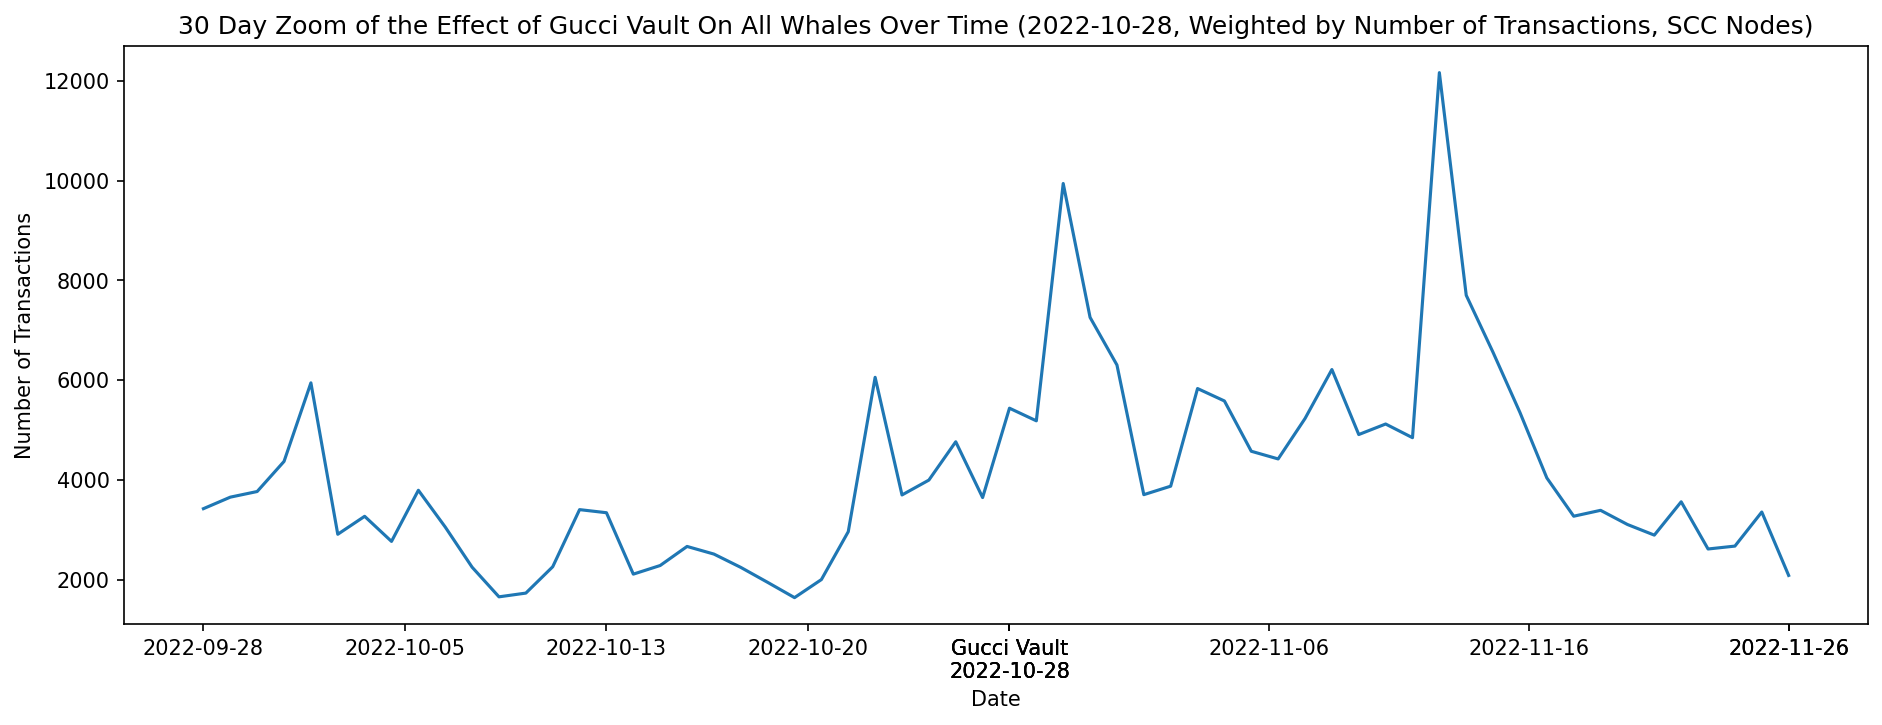 30 Day Zoom of the Effect of Gucci Vault On All Whales Over Time (2022-10-28, Weighted by Number of Transactions, SCC Nodes)
Number of Transactions
12000
10000
8000
6000
4000
2000
2022-09-28 2022-10-05 2022-10-13 2022-10-20 Gucci Vault 2022-11-06 2022-11-16 2022-11-26
2022-10-28
Date